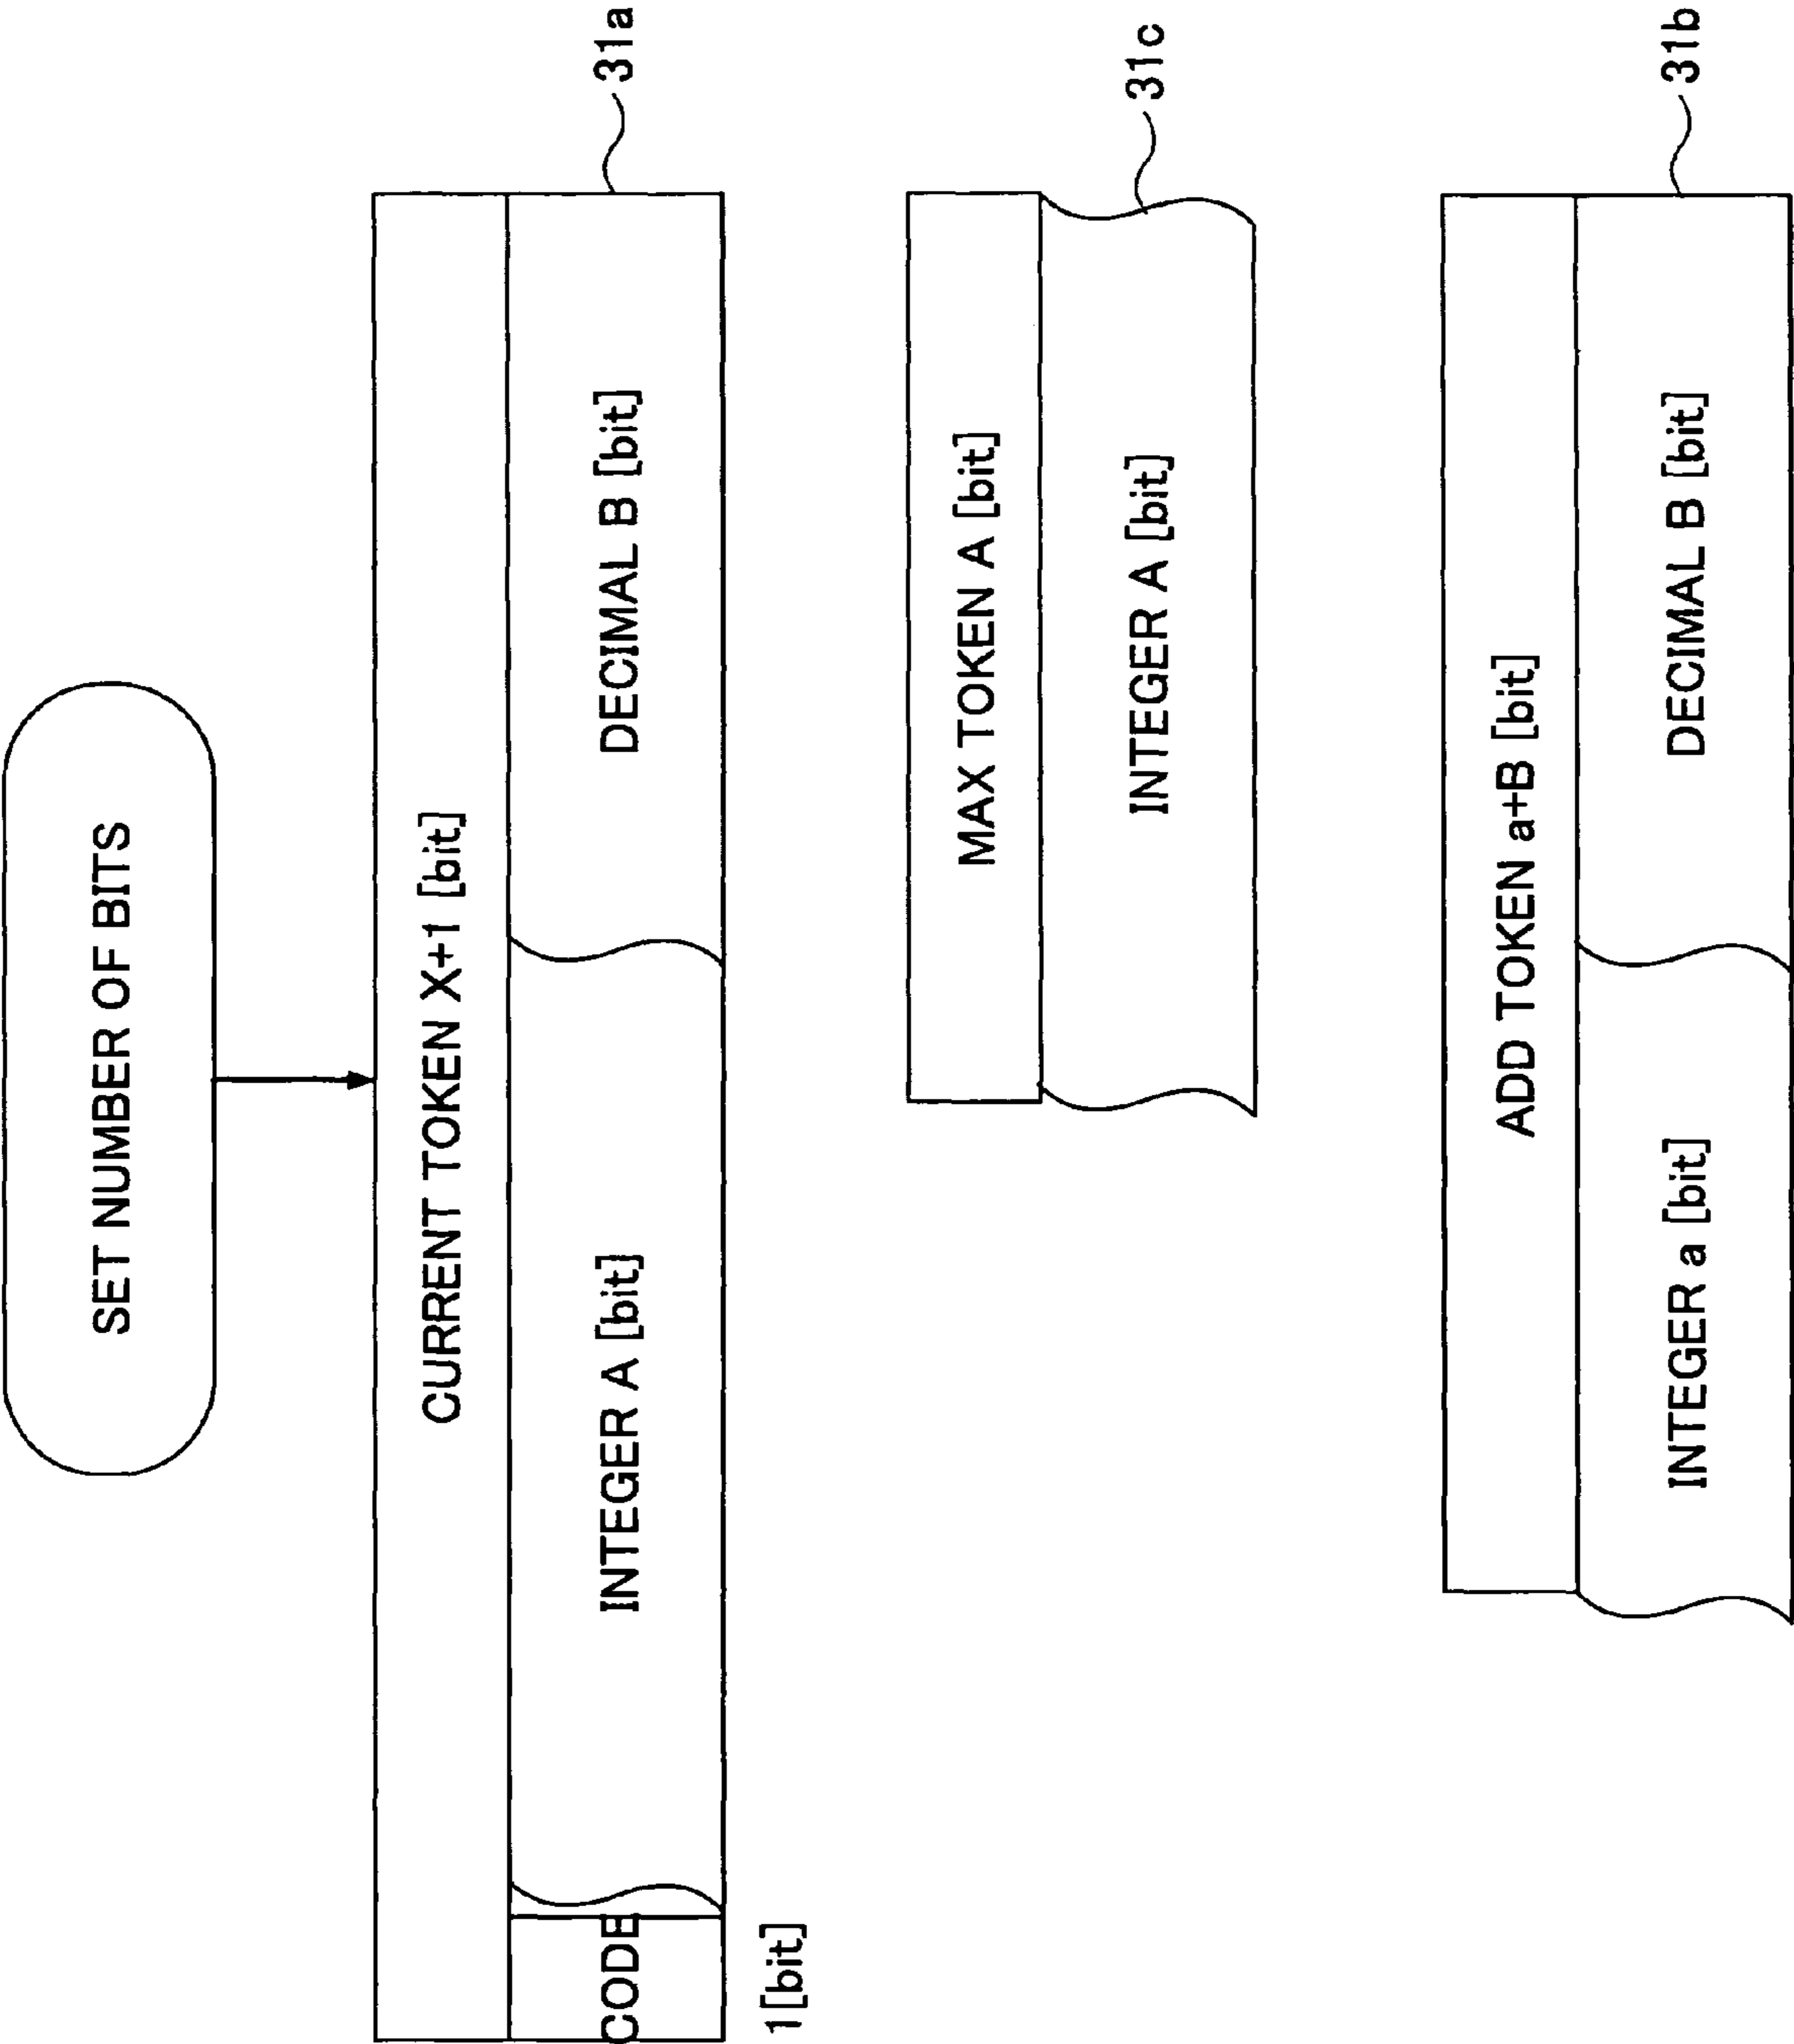 SET NUMBER OF BITS
CURRENT TOKEN X+1 [bit]
CODE
INTEGER A [bit]
DECIMAL B [bit]
31a
1[bit]
MAX TOKEN A [bit]
INTEGER A [bit]
31c
ADD TOKEN a+B [bit]
INTEGER a [bit]
DECIMAL B [bit]
31b